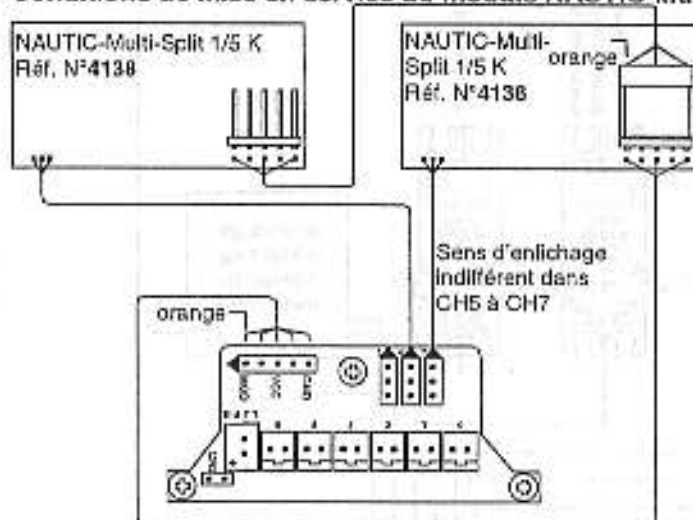 NAUTIC-Multi-Split 1/5 K
Réf. N°4138
NAUTIC-Multi-
Split 1/5 K
Réf. N°4138
orange
Sens d'enfichage
indifférent dans
CH5 à CH7
orange